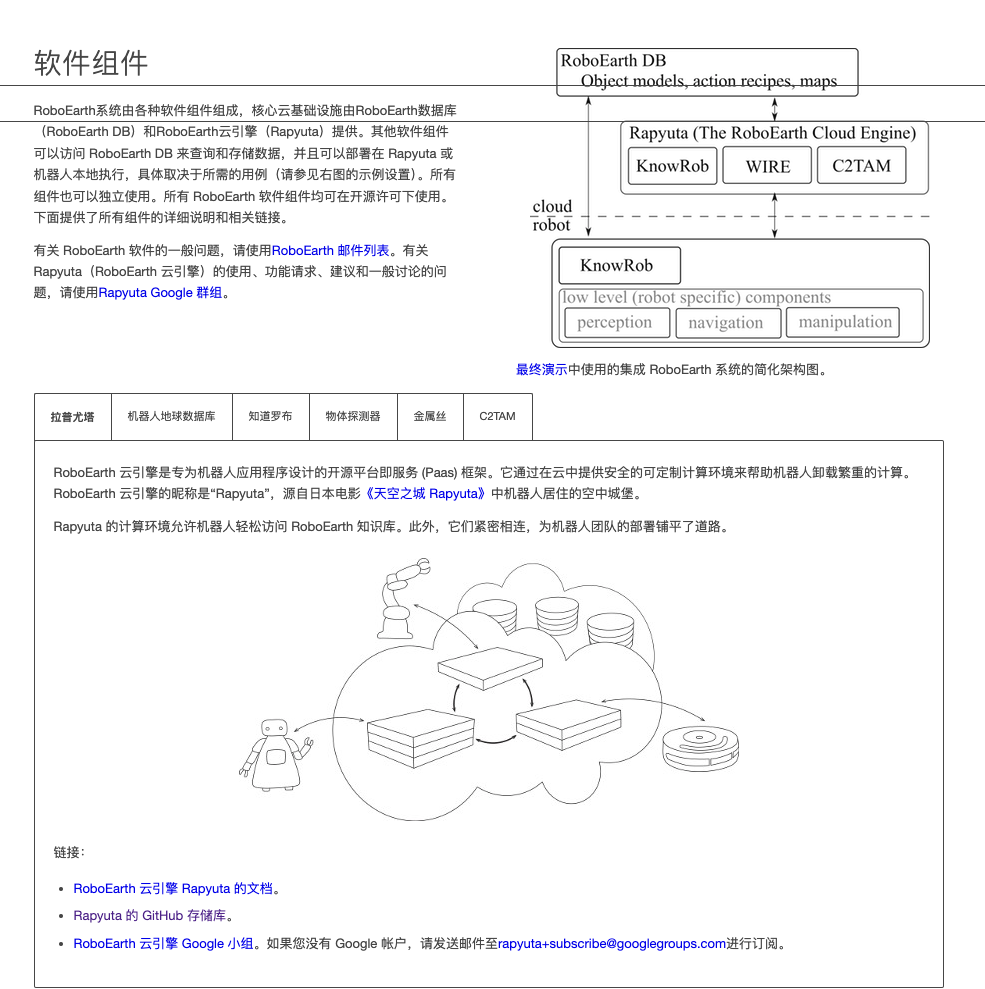 软件组件
RoboEarth系统由各种软件组件组成，核心云基础设施由RoboEarth数据库
（RoboEarth DB）和RoboEarth云引擎（Rapyuta）提供。其他软件组件
可以访问 RoboEarth DB 来查询和存储数据，并且可以部署在 Rapyuta 或
机器人本地执行，具体取决于所需的用例（请参见右图的示例设置）。所有
组件也可以独立使用。所有 RoboEarth 软件组件均可在开源许可下使用。
下面提供了所有组件的详细说明和相关链接。
有关 RoboEarth 软件的一般问题，请使用RoboEarth 邮件列表。有关
Rapyuta（RoboEarth 云引擎）的使用、功能请求、建议和一般讨论的问
题，请使用Rapyuta Google 群组。
RoboEarth DB
Object models, action recipes, maps
Rapyuta (The RoboEarth Cloud Engine)
KnowRob
WIRE
C2TAM
cloud
robot
KnowRob
low level (robot specific) components
perception
navigation
manipulation
最终演示中使用的集成 RoboEarth 系统的简化架构图。
拉普尤塔
机器人地球数据库
知道罗布
物体探测器
金属丝
C2TAM
RoboEarth 云引擎是专为机器人应用程序设计的开源平台即服务 (Paas) 框架。它通过在云中提供安全的可定制计算环境来帮助机器人卸载繁重的计算。
RoboEarth 云引擎的昵称是“Rapyuta”，源自日本电影《天空之城 Rapyuta》中机器人居住的空中城堡。
Rapyuta 的计算环境允许机器人轻松访问 RoboEarth 知识库。此外，它们紧密相连，为机器人团队的部署铺平了道路。
链接：
• RoboEarth 云引擎 Rapyuta 的文档。
• Rapyuta 的 GitHub 存储库。
• RoboEarth 云引擎 Google 小组。如果您没有 Google 帐户，请发送邮件至rapyuta+subscribe@googlegroups.com进行订阅。